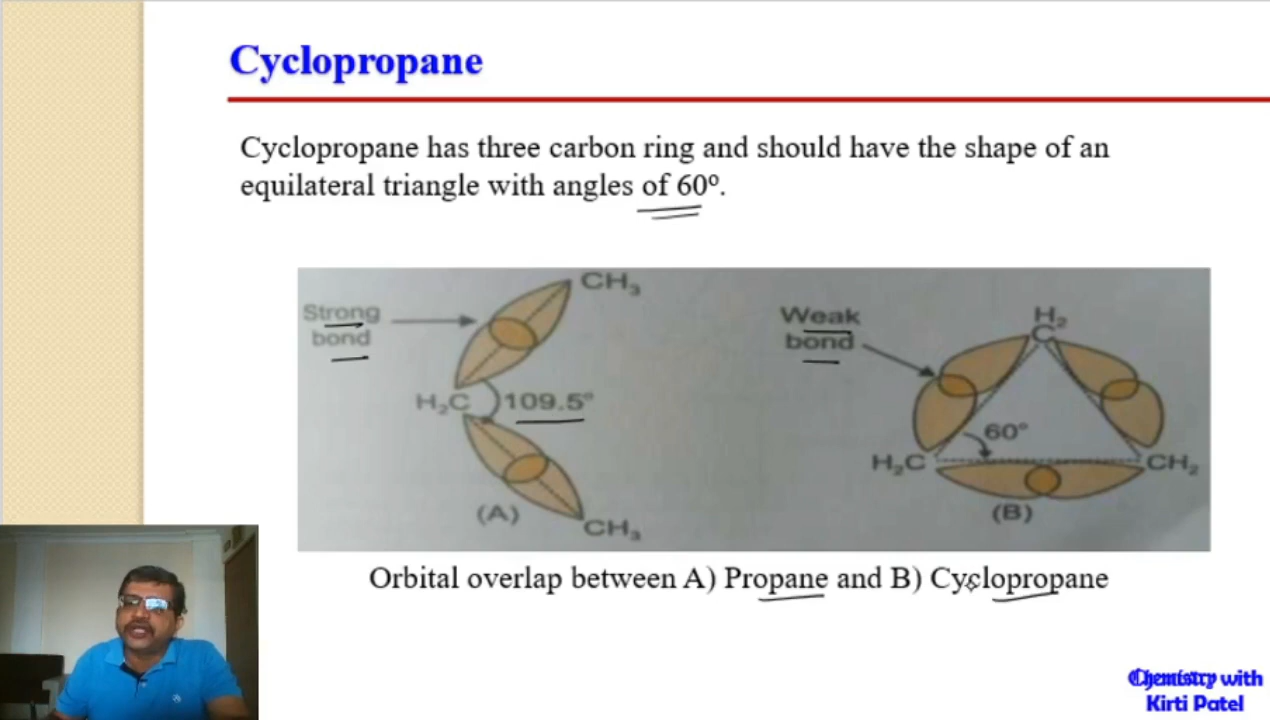 Cyclopropane
Cyclopropane has three carbon ring and should have the shape of an
equilateral triangle with angles of 60º.
Strong
bond
CH₃
H₂C
109.5°
CH₃
(A)
Weak
bond
H₂
C
60°
H₂C
CH₂
(B)
Orbital overlap between A) Propane and B) Cyclopropane
Chemistry with
Kirti Patel